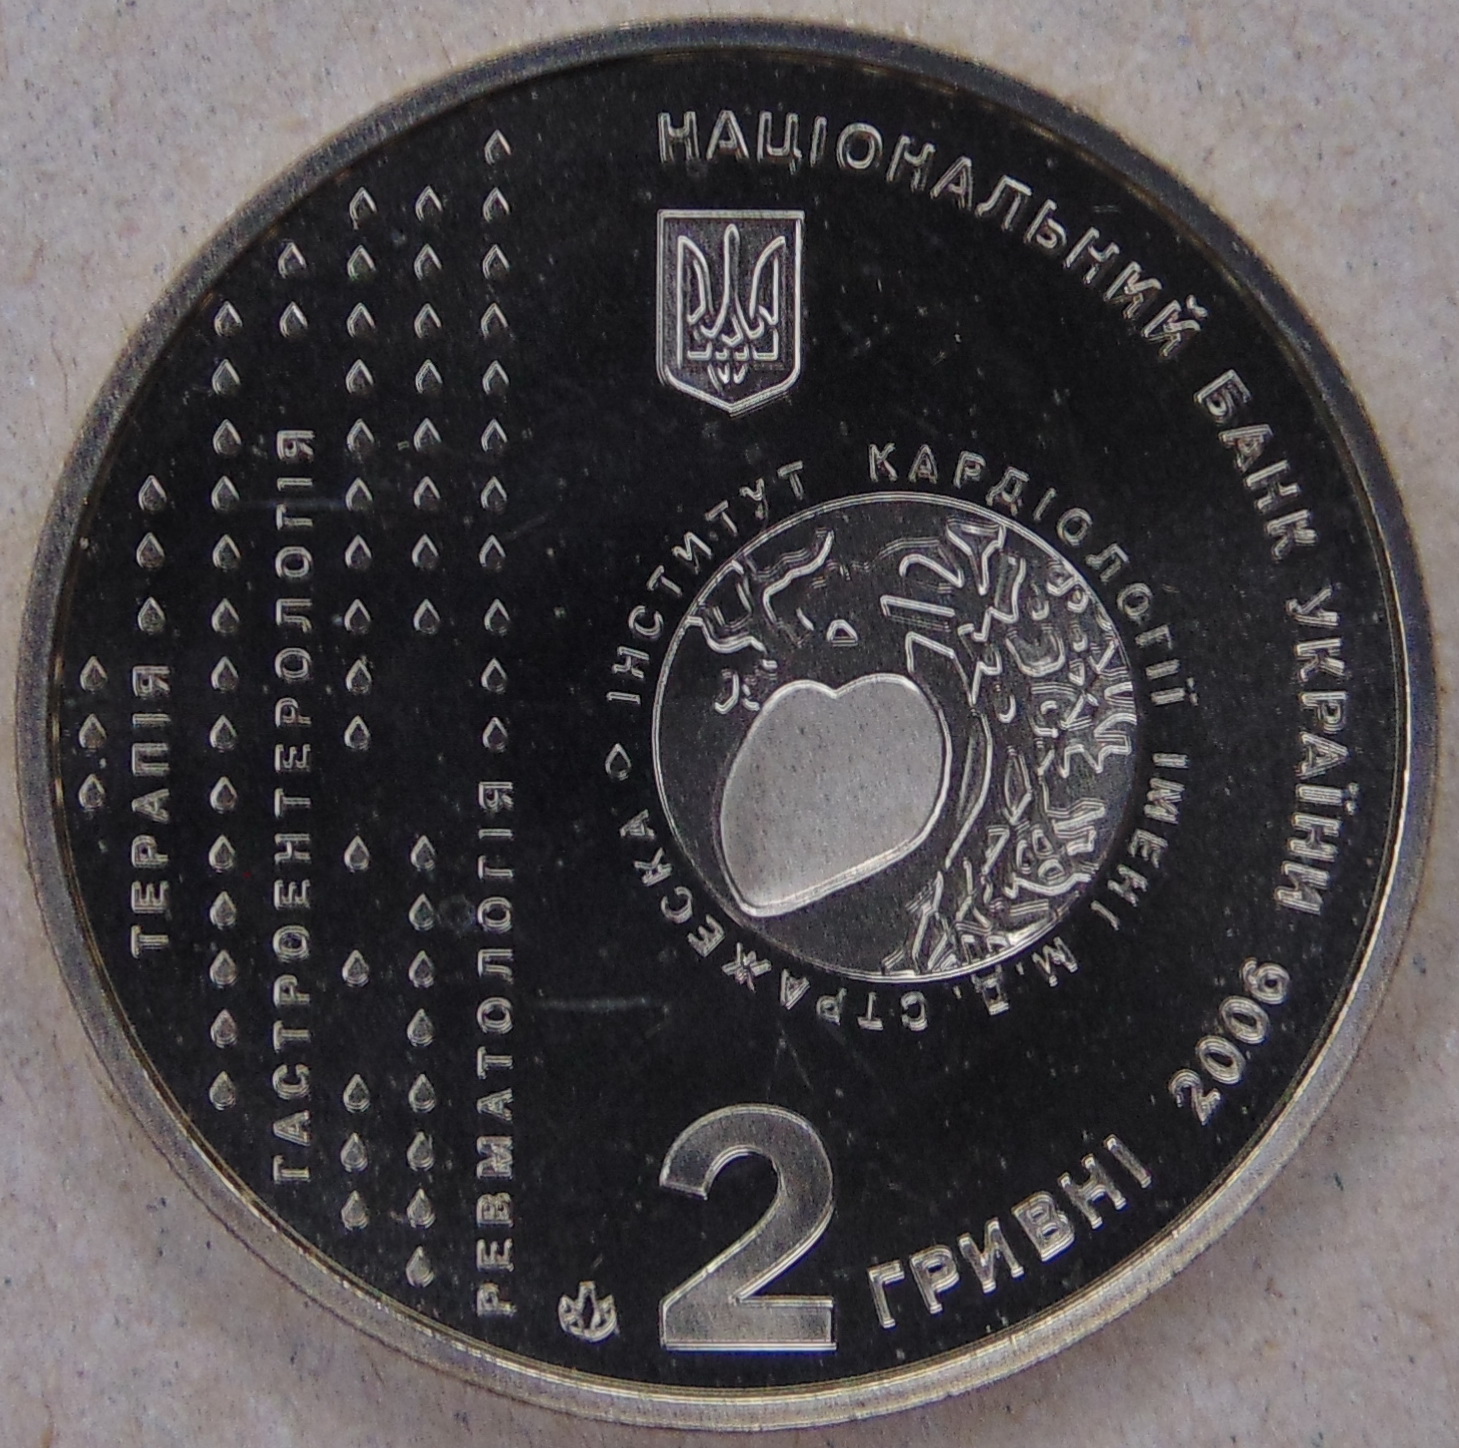 НАЦІОНАЛЬНИЙ БАНК УКРАЇНИ 2006
ІНСТИТУТ КАРДІОЛОГІЇ ІМЕНІ М.Д. СТРАЖЕСКА
ТЕРАПІЯ
ГАСТРОЕНТЕРОЛОГІЯ
РЕВМАТОЛОГІЯ
2
ГРИВНІ